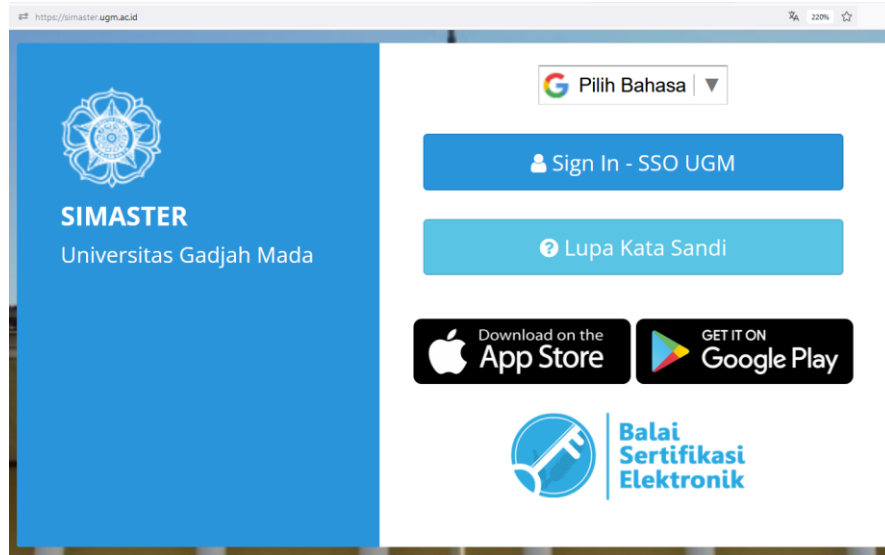 https://simaster.ugm.ac.id
220%
Pilih Bahasa
Sign In - SSO UGM
SIMASTER
Universitas Gadjah Mada
Lupa Kata Sandi
Download on the
App Store
GET IT ON
Google Play
Balai
Sertifikasi
Elektronik